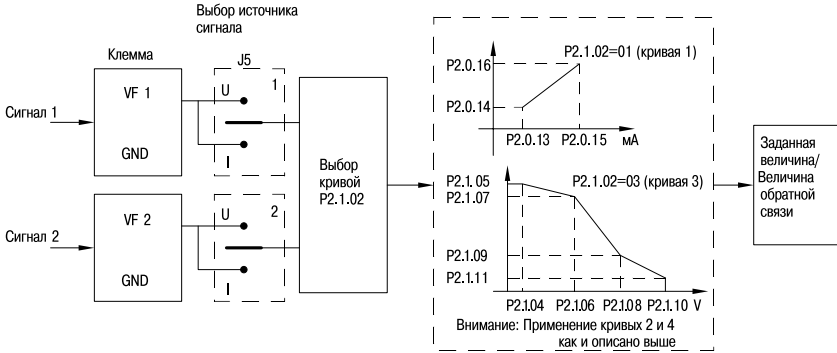 Выбор источника
сигнала
Клемма
J5
Сигнал 1
VF 1
GND
U
1
I
Сигнал 2
VF 2
GND
U
2
I
Выбор
кривой
P2.1.02
P2.1.02=01 (кривая 1)
P2.0.16
P2.0.14
P2.0.13
P2.0.15
мА
P2.1.02=03 (кривая 3)
P2.1.05
P2.1.07
P2.1.09
P2.1.11
P2.1.04
P2.1.06
P2.1.08
P2.1.10
V
Внимание: Применение кривых 2 и 4
как и описано выше
Заданная
величина/
Величина
обратной
связи